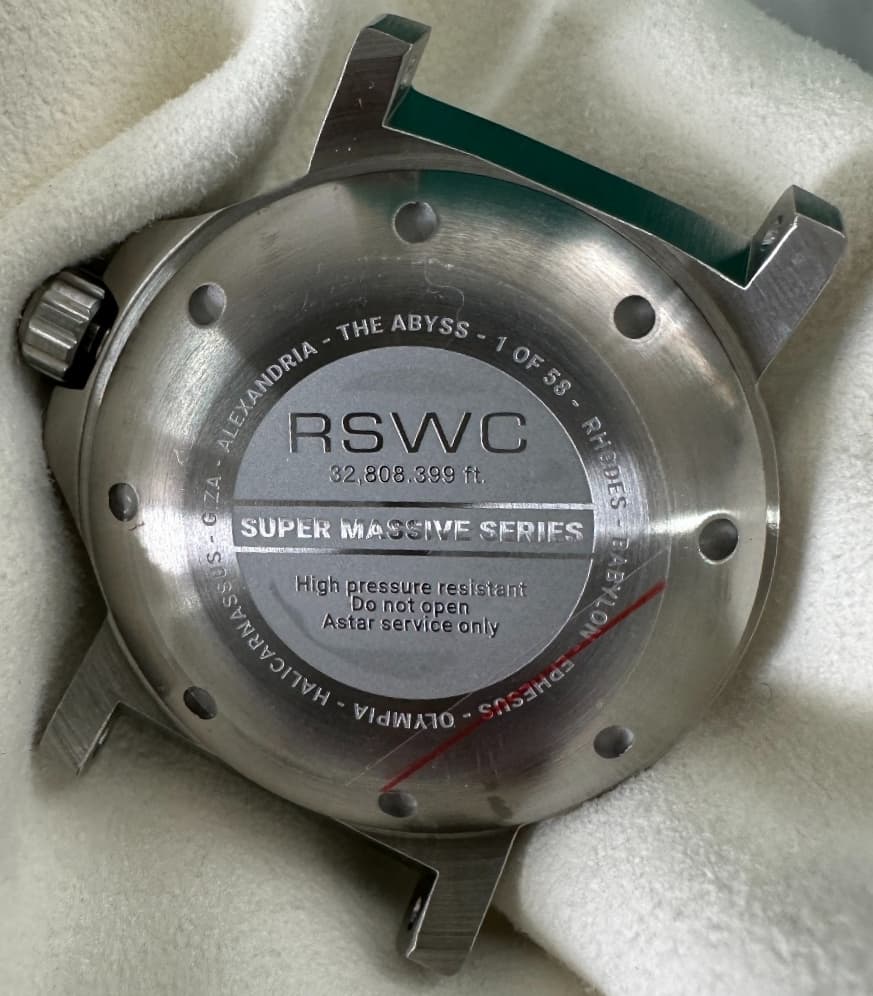 THE ABYSS - 1 OF 58 - RHODES - BABYLON - EPHESUS - OLYMPIA - HALICARNASSUS - GIZA - ALEXANDRIA -
RSWC
32,808.399 ft.
SUPER MASSIVE SERIES
High pressure resistant
Do not open
Astar service only